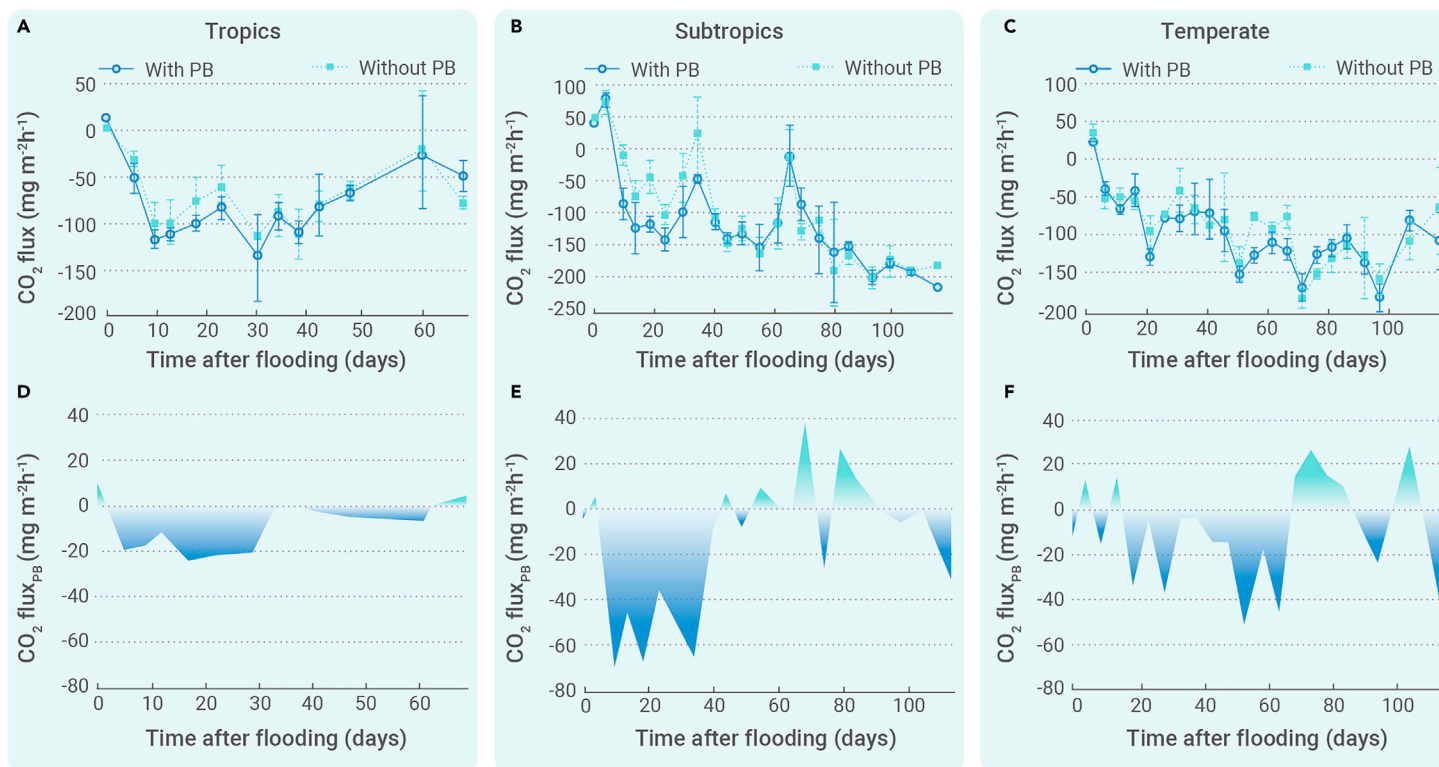 A
Tropics
With PB
Without PB
CO2 flux (mg m-2h-1)
50
0
-50
-100
-150
-200
0 10 20 30 40 50 60
Time after flooding (days)
B
Subtropics
With PB
Without PB
CO2 flux (mg m-2h-1)
100
50
0
-50
-100
-150
-200
-250
0 20 40 60 80 100
Time after flooding (days)
C
Temperate
With PB
Without PB
CO2 flux (mg m-2h-1)
100
50
0
-50
-100
-150
-200
0 20 40 60 80 100
Time after flooding (days)
D
CO2 fluxPB (mg m-2h-1)
40
20
0
-20
-40
-60
-80
0 10 20 30 40 50 60
Time after flooding (days)
E
CO2 fluxPB (mg m-2h-1)
40
20
0
-20
-40
-60
-80
0 20 40 60 80 100
Time after flooding (days)
F
CO2 fluxPB (mg m-2h-1)
40
20
0
-20
-40
-60
-80
0 20 40 60 80 100
Time after flooding (days)